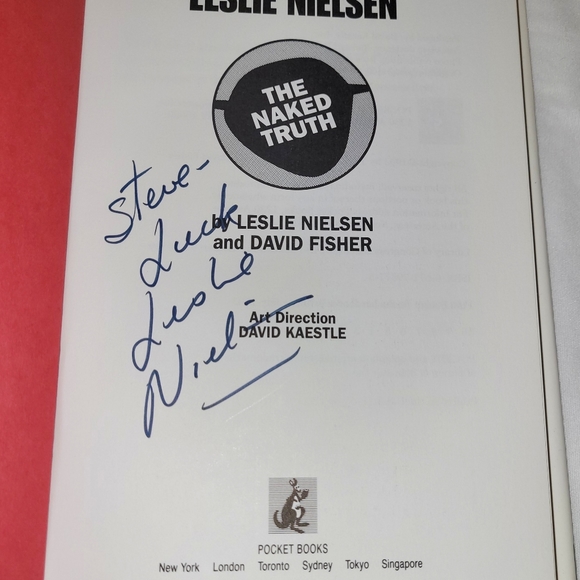 LESLIE NIELSEN
THE
NAKED
TRUTH
Steve-
Luck
by LESLIE NIELSEN
and DAVID FISHER
Leslie
Nielsen
Art Direction
DAVID KAESTLE
POCKET BOOKS
New York London Toronto Sydney Tokyo Singapore